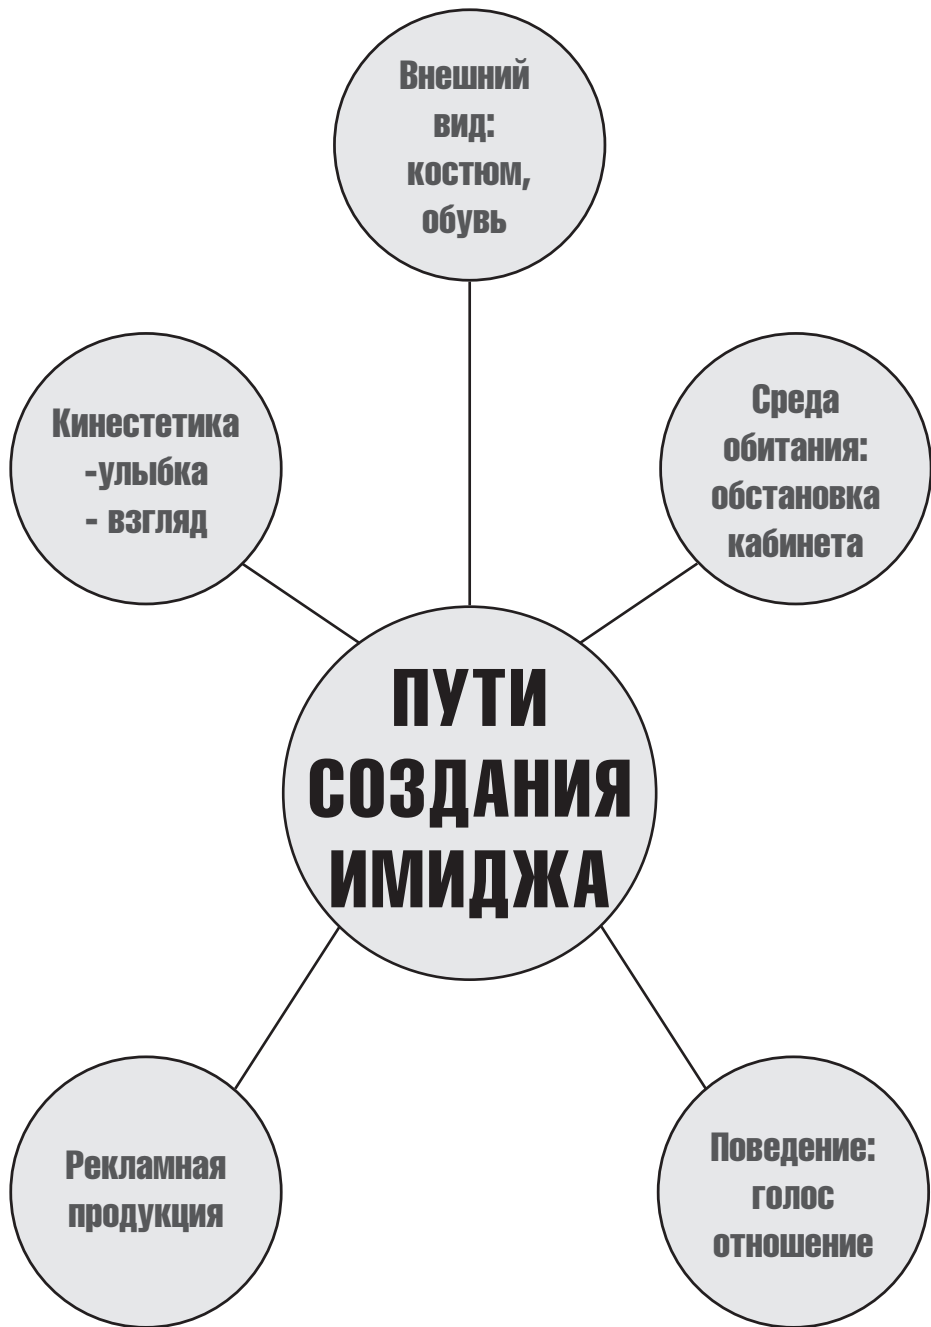 Внешний
вид:
костюм,
обувь
Кинестетика
-улыбка
- взгляд
Среда
обитания:
обстановка
кабинета
ПУТИ
СОЗДАНИЯ
ИМИДЖА
Рекламная
продукция
Поведение:
голос
отношение